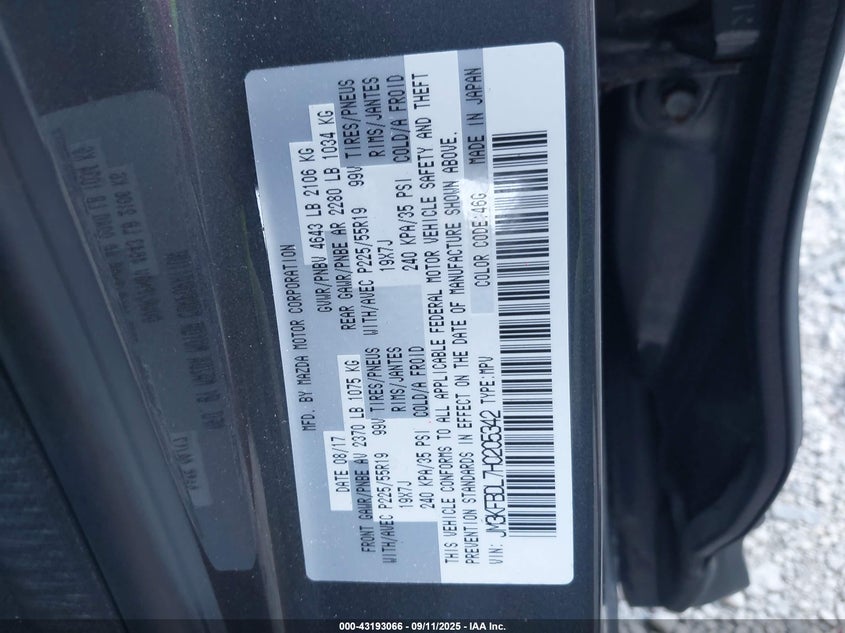 MFD. BY MAZDA MOTOR CORPORATION
DATE 08/17 GVWR/PNBV 4643 LB 2106 KG
FRONT GAWR/PNBE AV 2370 LB 1075 KG REAR GAWR/PNBE AR 2280 LB 1034 KG
WITH/AVEC P225/55R19 99V TIRES/PNEUS WITH/AVEC P225/55R19 99V TIRES/PNEUS
19X7J RIMS/JANTES 19X7J RIMS/JANTES
240 KPA/35 PSI COLD/A FROID 240 KPA/35 PSI COLD/A FROID
THIS VEHICLE CONFORMS TO ALL APPLICABLE FEDERAL MOTOR VEHICLE SAFETY AND THEFT
PREVENTION STANDARDS IN EFFECT ON THE DATE OF MANUFACTURE SHOWN ABOVE.
VIN: JM3KFBDL7H0205342 TYPE:MPV COLOR CODE:46G MADE IN JAPAN
000-43193066 - 09/11/2025 - IAA Inc.